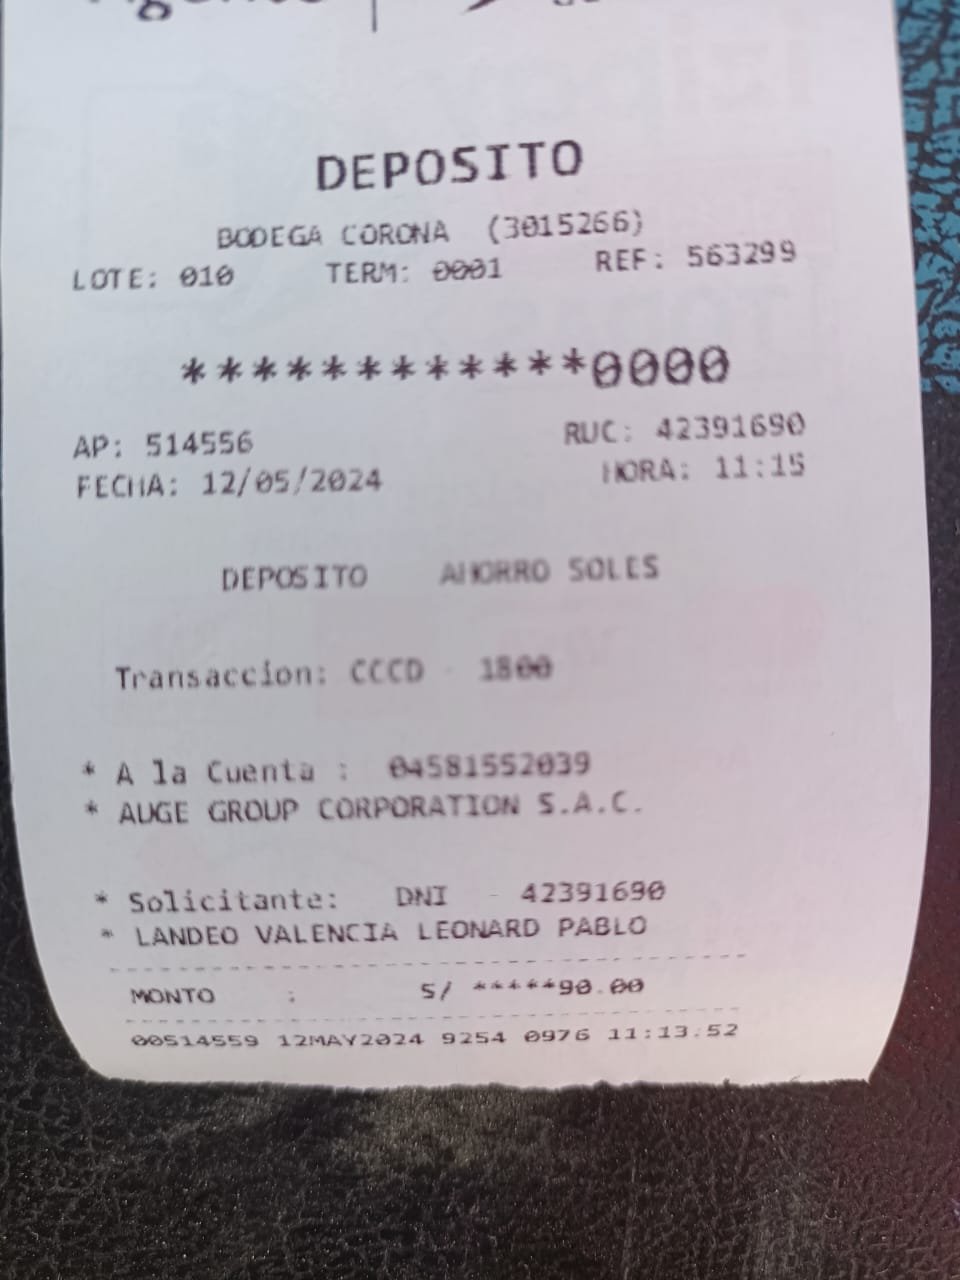 DEPOSITO
BODEGA CORONA (3015266)
LOTE: 010 TERM: 0001 REF: 563299
************0000
AP: 514556 RUC: 42391690
FECHA: 12/05/2024 HORA: 11:15
DEPOSITO AHORRO SOLES
Transaccion: CCCD - 1800
* A la Cuenta : 04581552039
* AUGE GROUP CORPORATION S.A.C.
* Solicitante: DNI - 42391690
* LANDEO VALENCIA LEONARD PABLO
MONTO : S/ *****90.00
00514559 12MAY2024 9254 0976 11:13:52